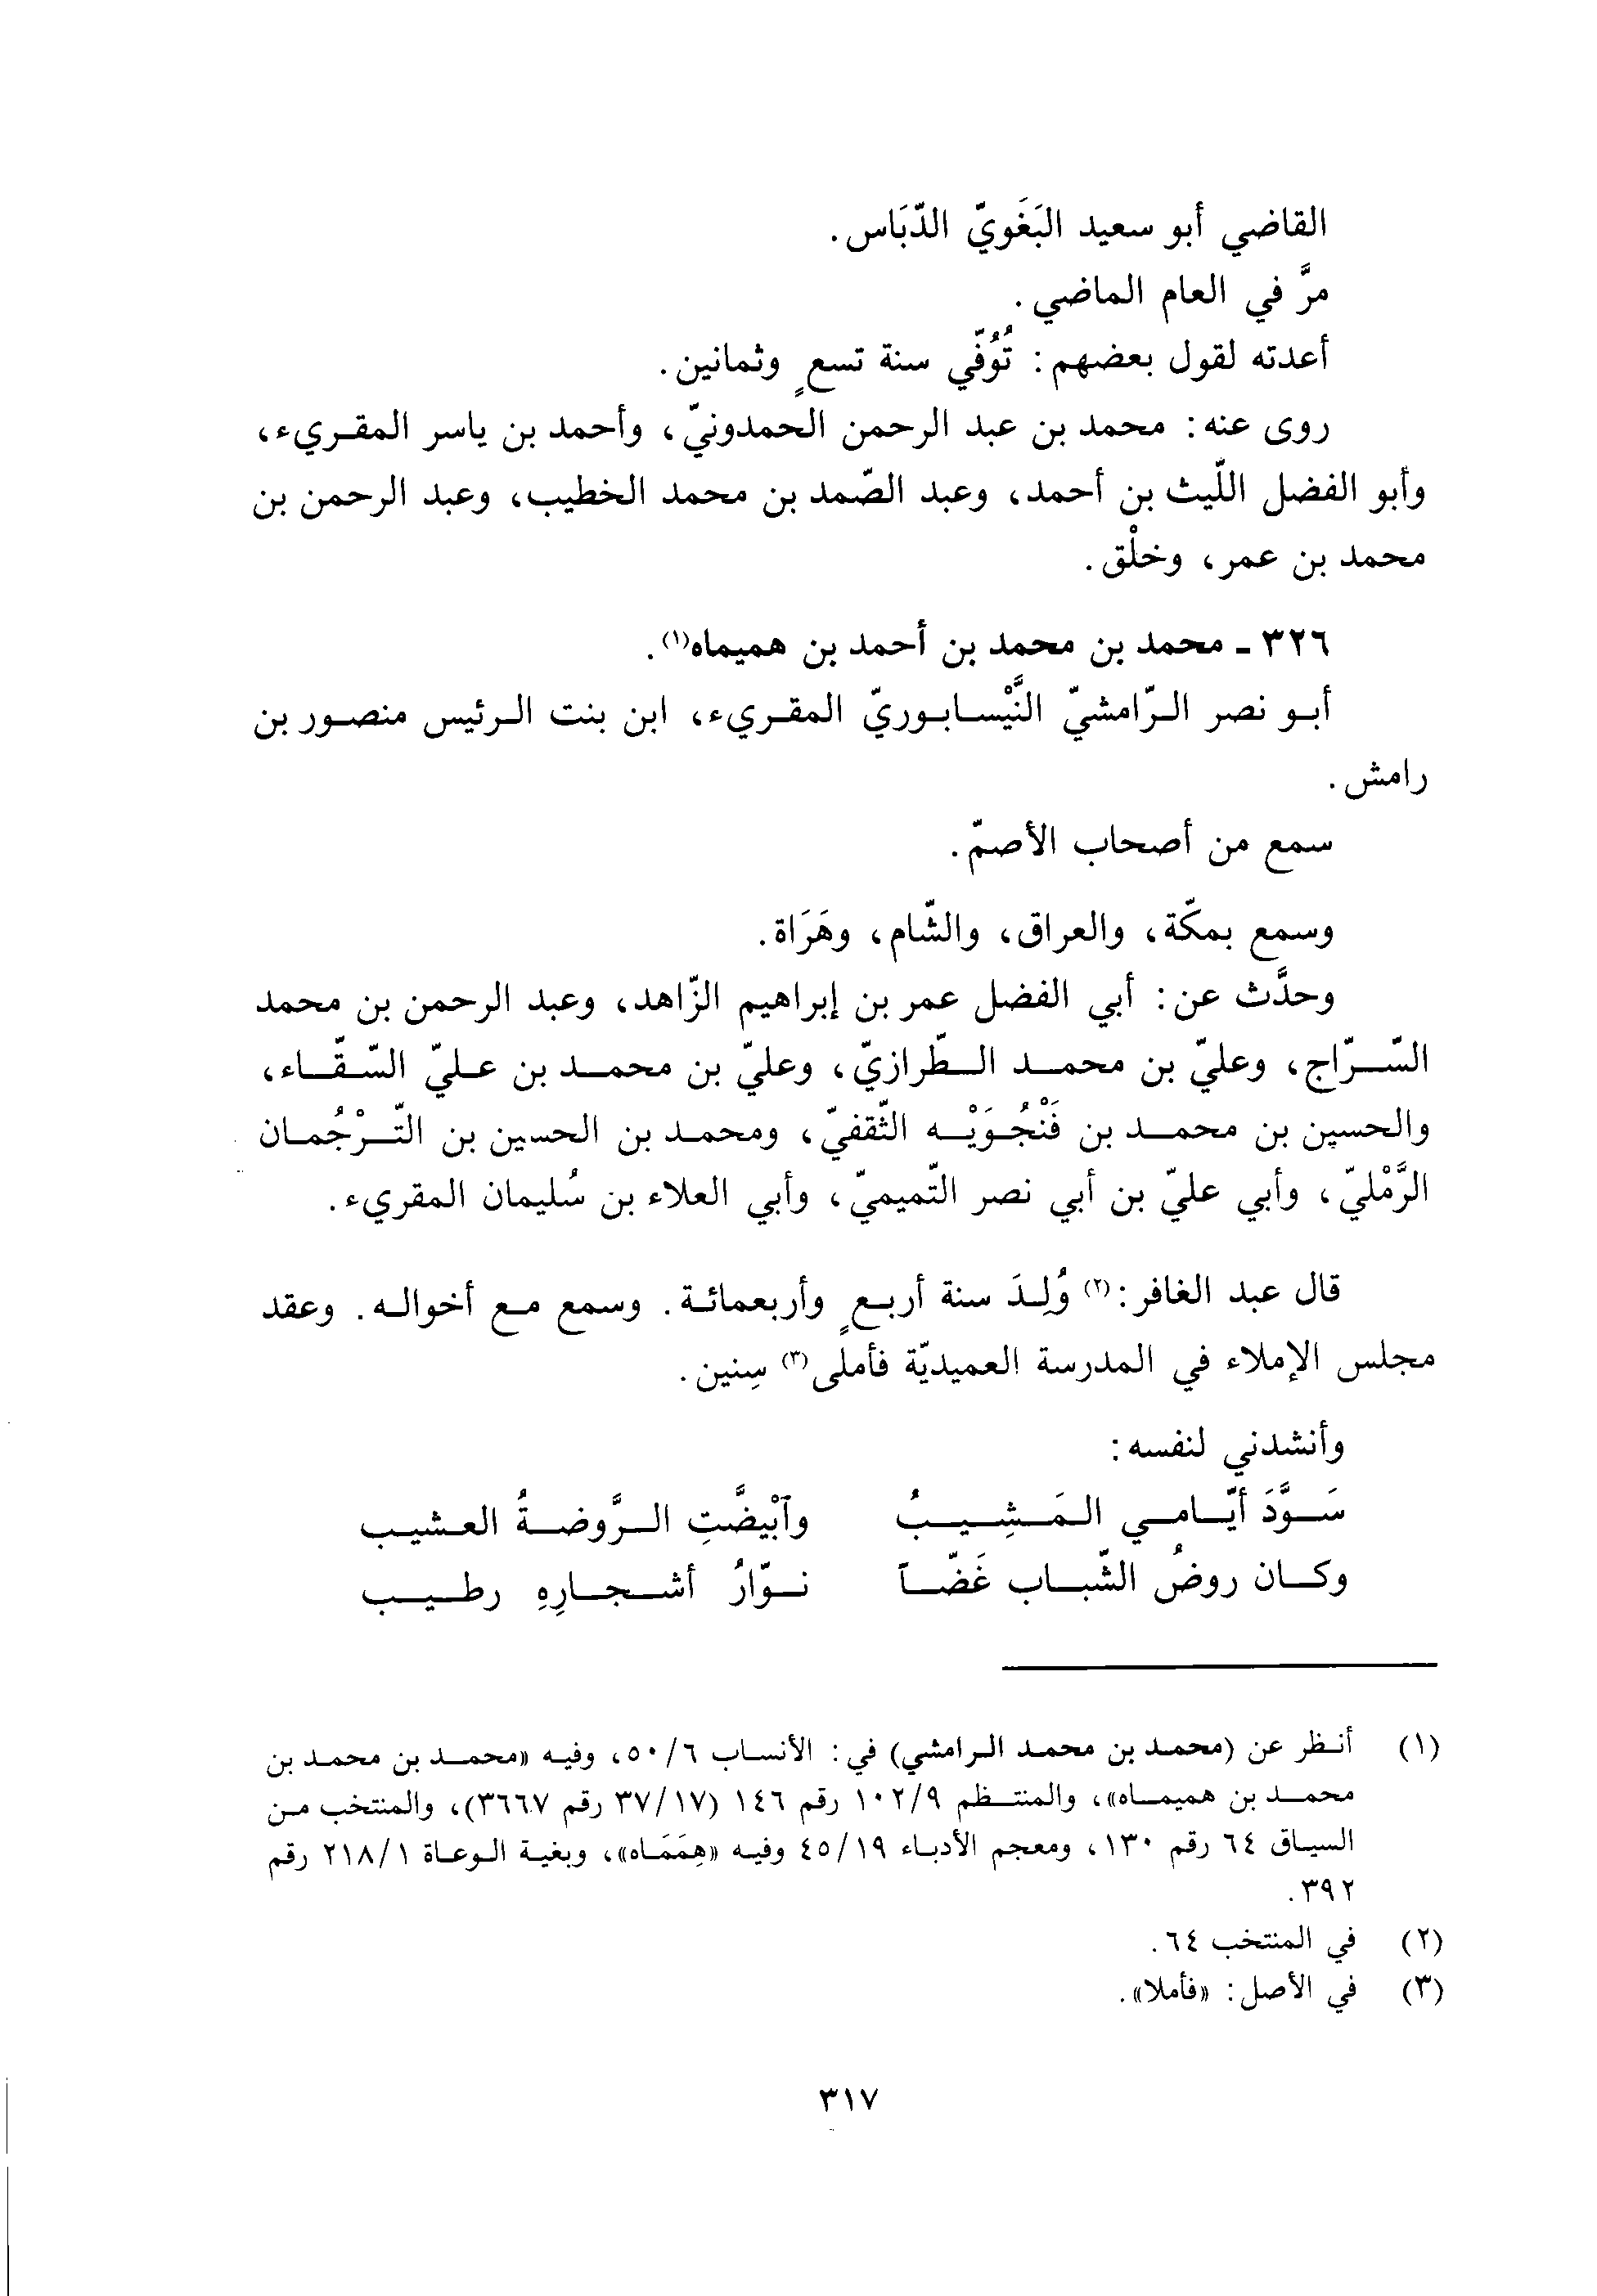 القاضي أبو سعيد البَغَويّ الدّبَاس.
مرَّ في العام الماضي.
أعدته لقول بعضهم: تُوُفّي سنة تسعٍ وثمانين.
روى عنه: محمد بن عبد الرحمن الحمدونيّ، وأحمد بن ياسر المقريء،
وأبو الفضل اللّيث بن أحمد، وعبد الصّمد بن محمد الخطيب، وعبد الرحمن بن
محمد بن عمر، وخلْق.
٣٢٦ ـ محمد بن محمد بن أحمد بن هميماه(١).
أبو نصر الرّامشيّ النَّيْسابوريّ المقريء، ابن بنت الرئيس منصور بن
رامش.
سمع من أصحاب الأصمّ.
وسمع بمكّة، والعراق، والشّام، وهَرَاة.
وحدَّث عن: أبي الفضل عمر بن إبراهيم الزّاهد، وعبد الرحمن بن محمد
السّرّاج، وعليّ بن محمد الطّرازيّ، وعليّ بن محمد بن عليّ السّقّاء،
والحسين بن محمد بن فَنْجُوَيْه الثّقفيّ، ومحمد بن الحسين بن التّرْجُمان
الرَّمْليّ، وأبي عليّ بن أبي نصر التّميميّ، وأبي العلاء بن سُليمان المقريء.
قال عبد الغافر:(٢) وُلِدَ سنة أربعٍ وأربعمائة. وسمع مع أخواله. وعقد
مجلس الإملاء في المدرسة العميديّة فأملى(٣) سِنين.
وأنشدني لنفسه:
سَوَّدَ أيّامي المَشِيبُ وآبْيضَّتِ الرَّوضةُ العشيب
وكان روضُ الشّباب غَضّاً نوّارُ أشجارِهِ رطيب
(١) أنظر عن (محمد بن محمد الرامشي) في: الأنساب ٥٠/٦، وفيه «محمد بن محمد بن
محمد بن هميماه»، والمنتظم ١٠٢/٩ رقم ١٤٦ (٣٧/١٧ رقم ٣٦٦٧)، والمنتخب من
السياق ٦٤ رقم ١٣٠، ومعجم الأدباء ٤٥/١٩ وفيه «هِمَمَاه»، وبغية الوعاة ٢١٨/١ رقم
٣٩٢.
(٢) في المنتخب ٦٤.
(٣) في الأصل: «فأملا».
٣١٧